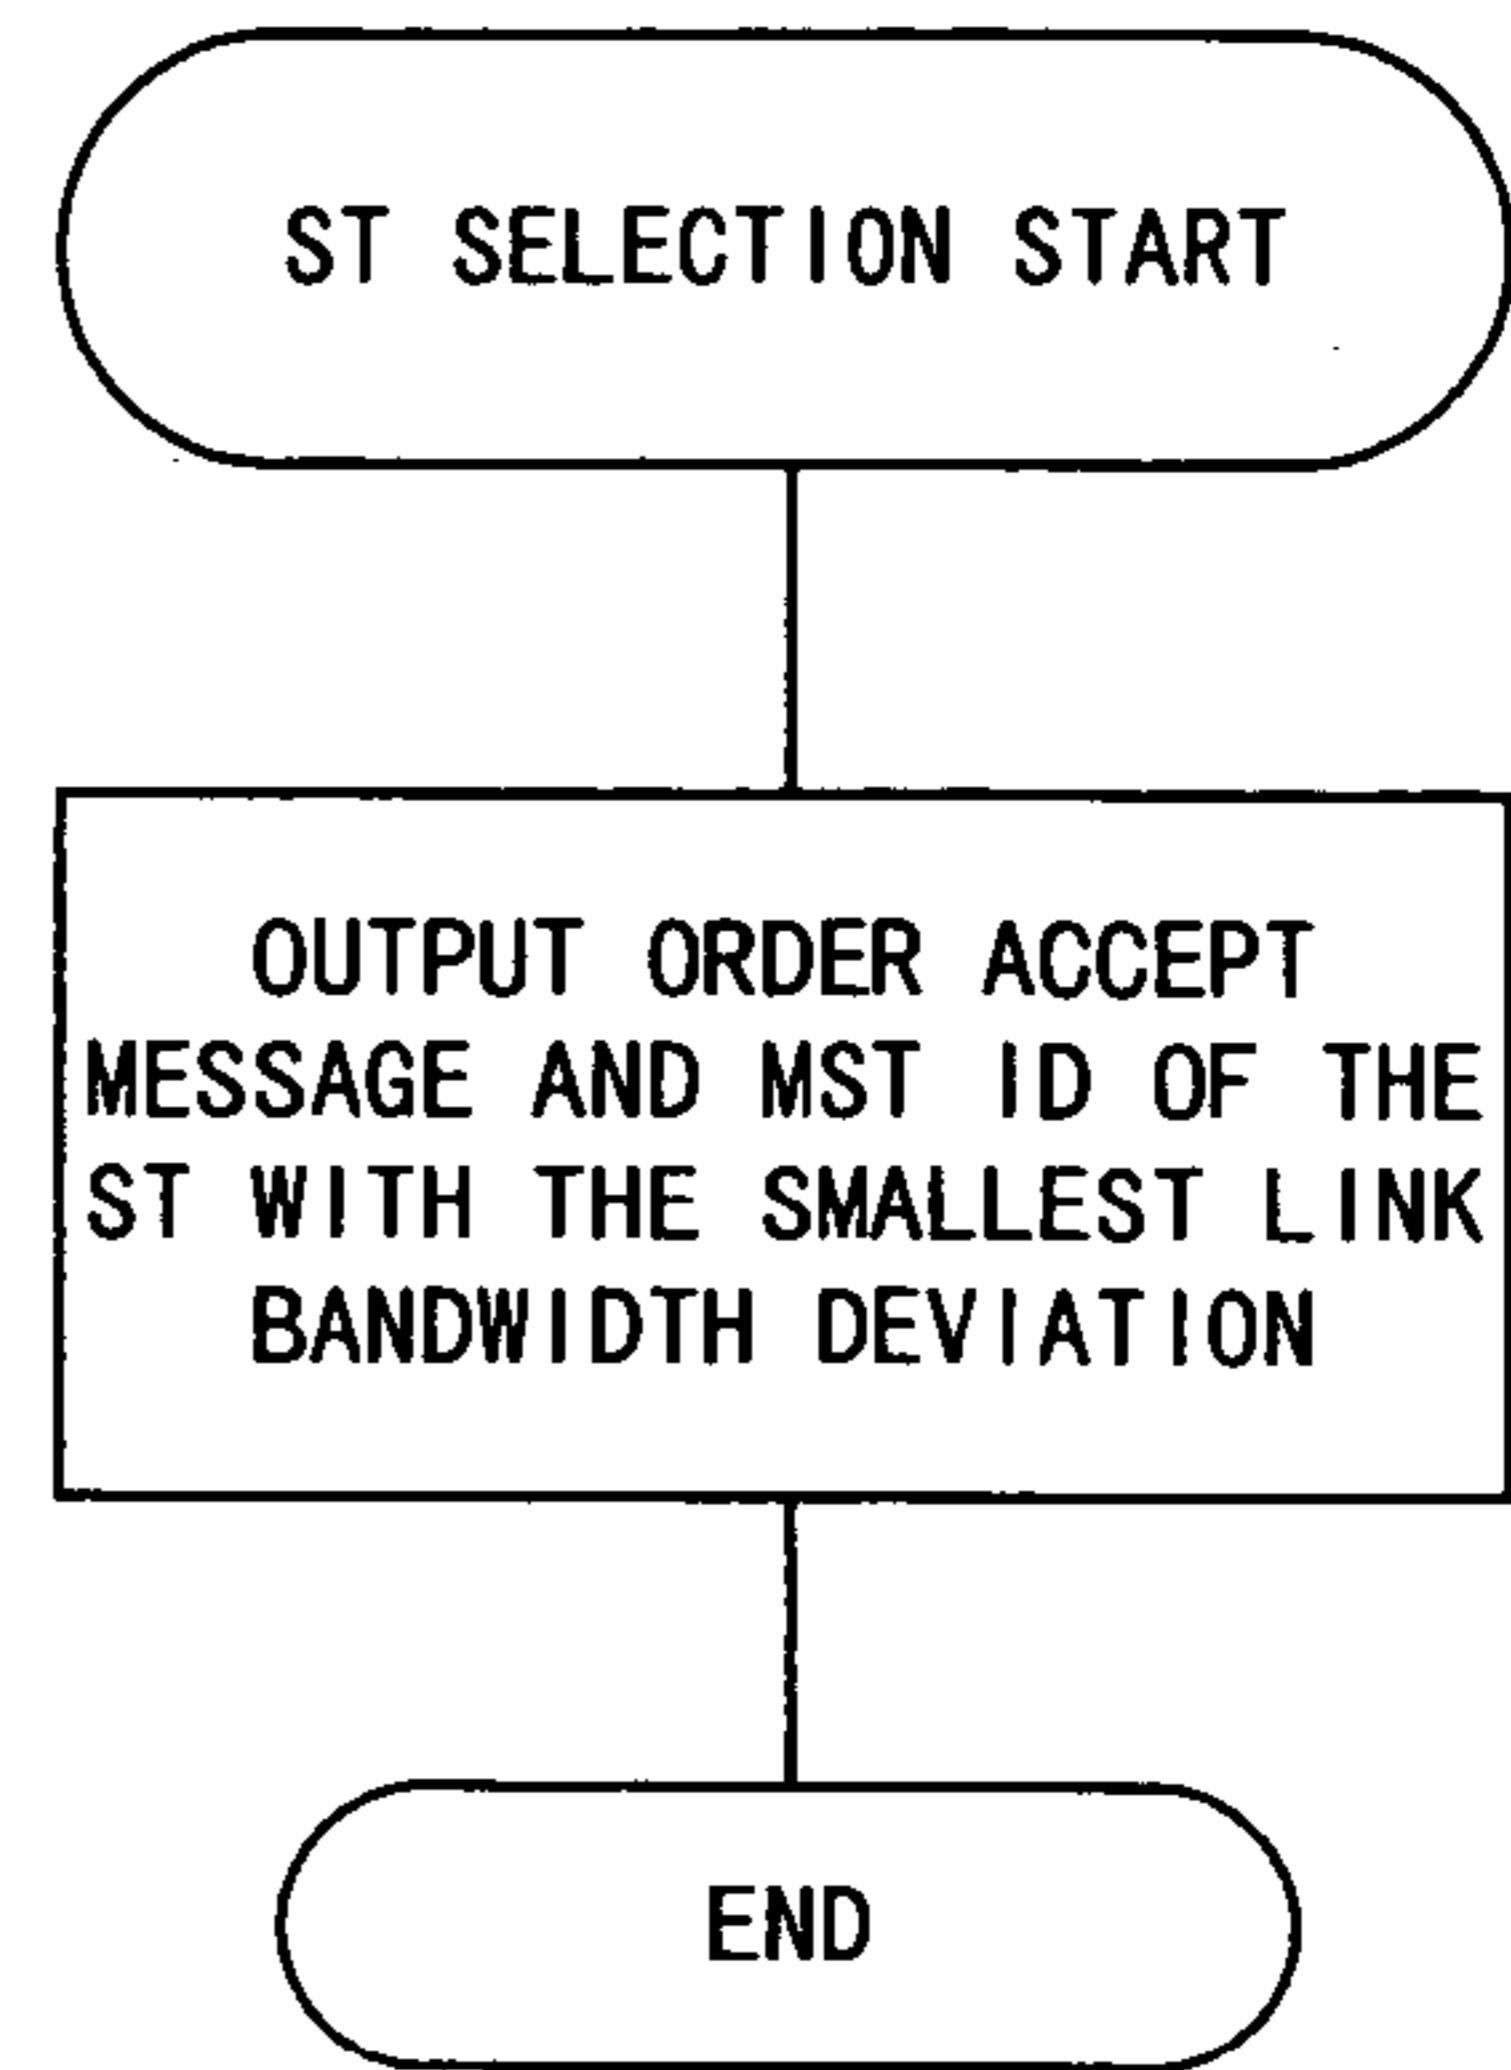 ST SELECTION START
OUTPUT ORDER ACCEPT
MESSAGE AND MST ID OF THE
ST WITH THE SMALLEST LINK
BANDWIDTH DEVIATION
END